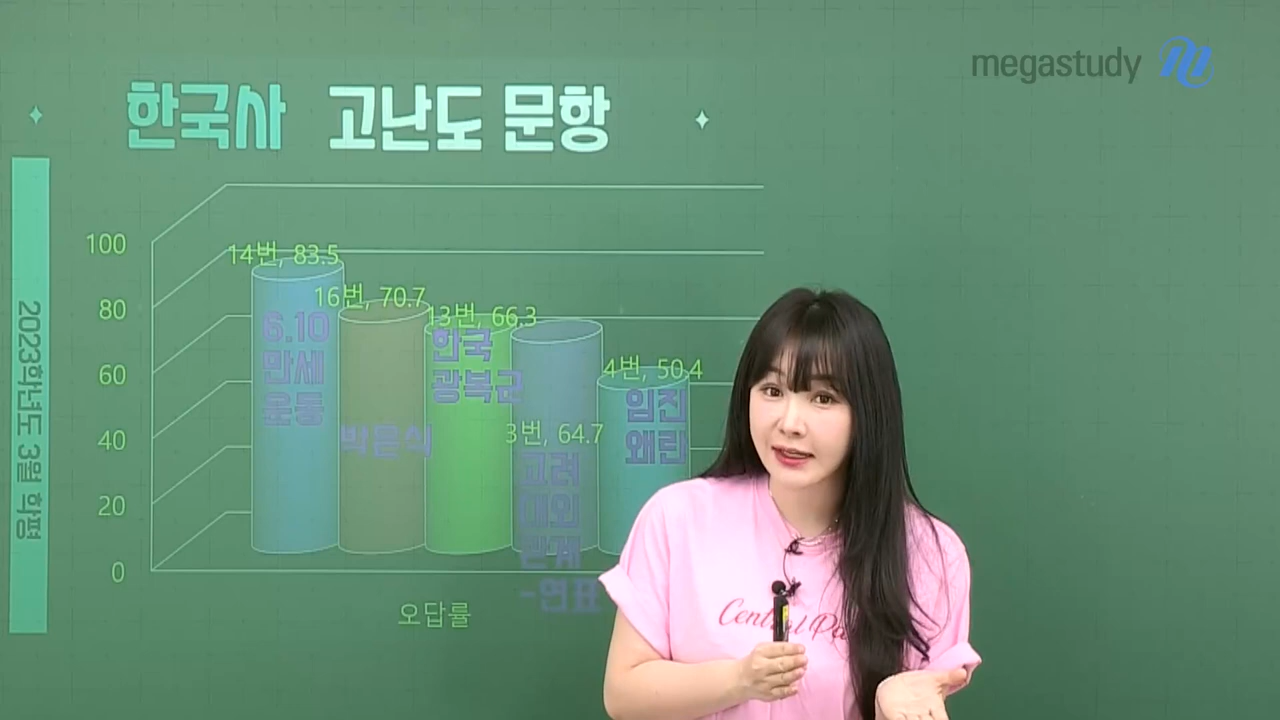 megastudy
한국사 고난도 문항
2023학년도 3월 학평
100
80
60
40
20
0
14번, 83.5
16번, 70.7
13번, 66.3
3번, 64.7
4번, 50.4
6.10
만세
운동
박은식
한국
광복군
고려
대외
관계
-연표
임진
왜란
오답률
Central Pa